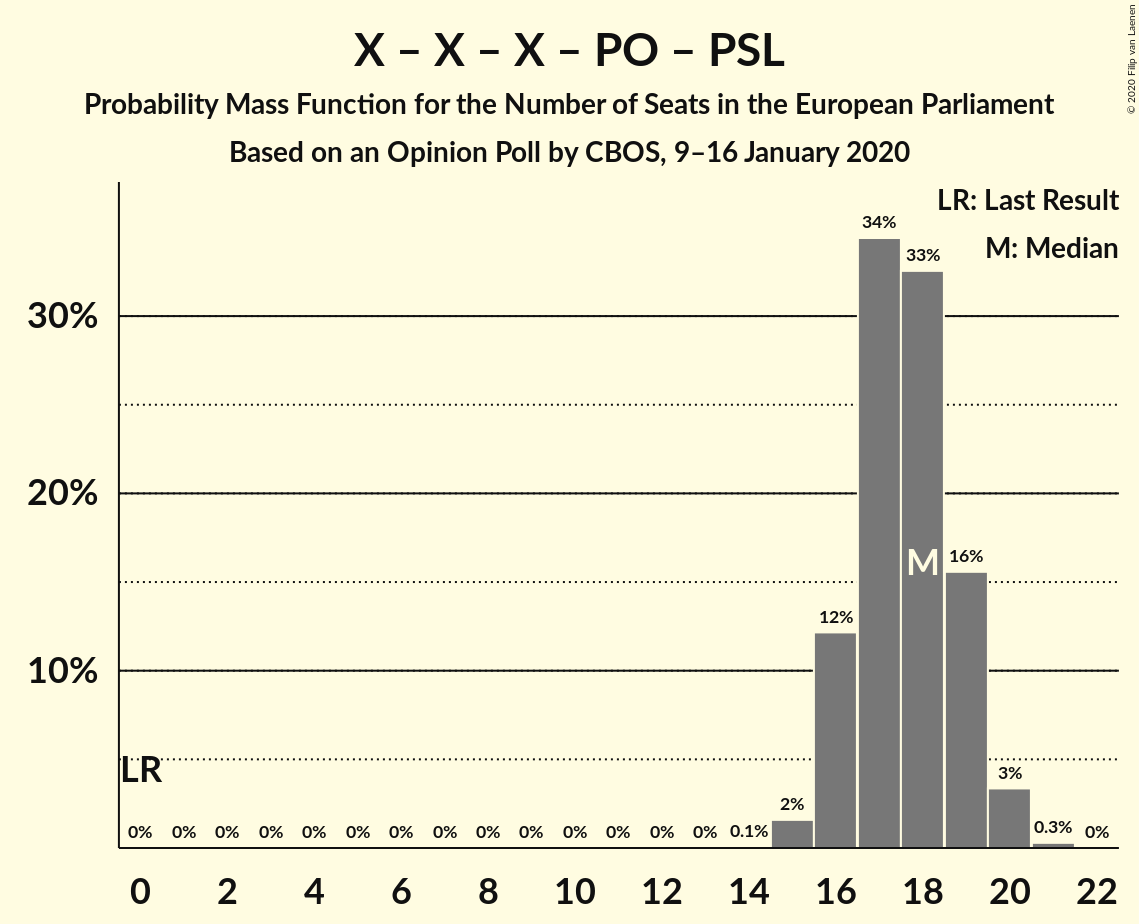 X – X – X – PO – PSL
Probability Mass Function for the Number of Seats in the European Parliament
Based on an Opinion Poll by CBOS, 9–16 January 2020
© 2020 Filip van Laenen
LR: Last Result
M: Median
34%
33%
30%
20%
16%
M
12%
10%
LR
3%
2%
0% 0% 0% 0% 0% 0% 0% 0% 0% 0% 0% 0% 0% 0% 0.1% 0.3% 0%
0 2 4 6 8 10 12 14 16 18 20 22